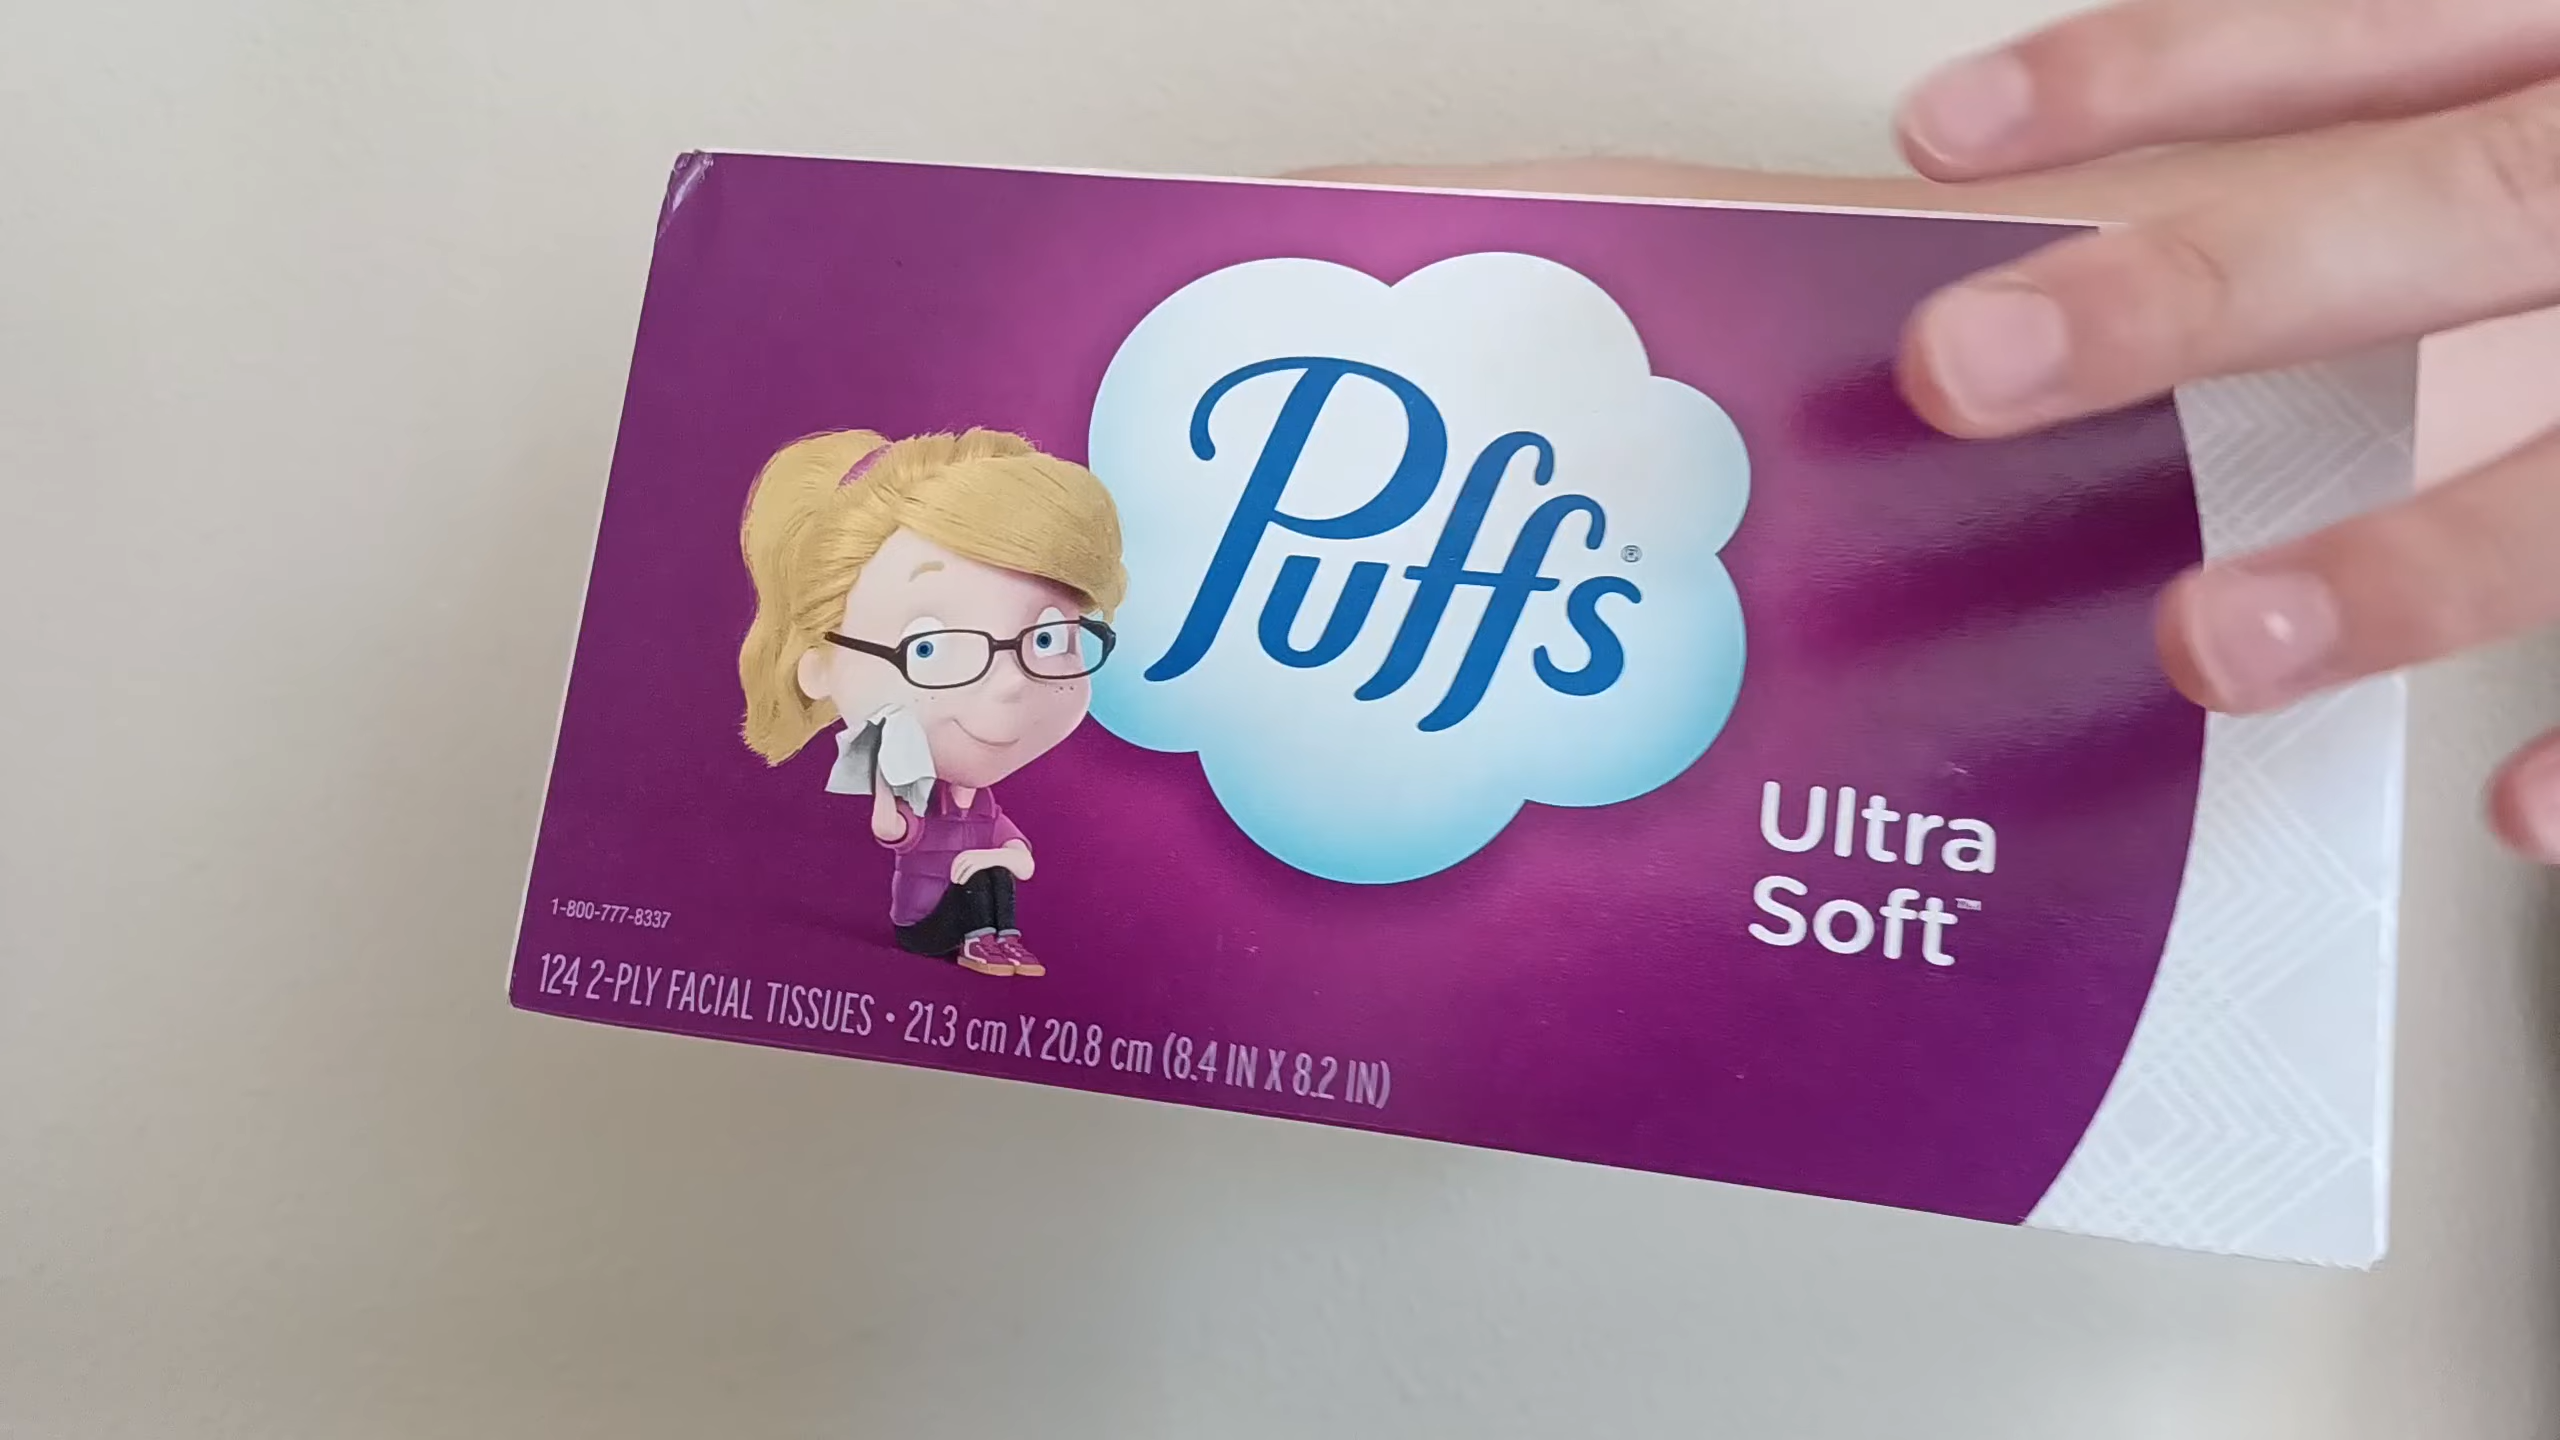 Puffs®
Ultra
Soft™
1-800-777-8337
124 2-PLY FACIAL TISSUES • 21.3 cm X 20.8 cm (8.4 IN X 8.2 IN)